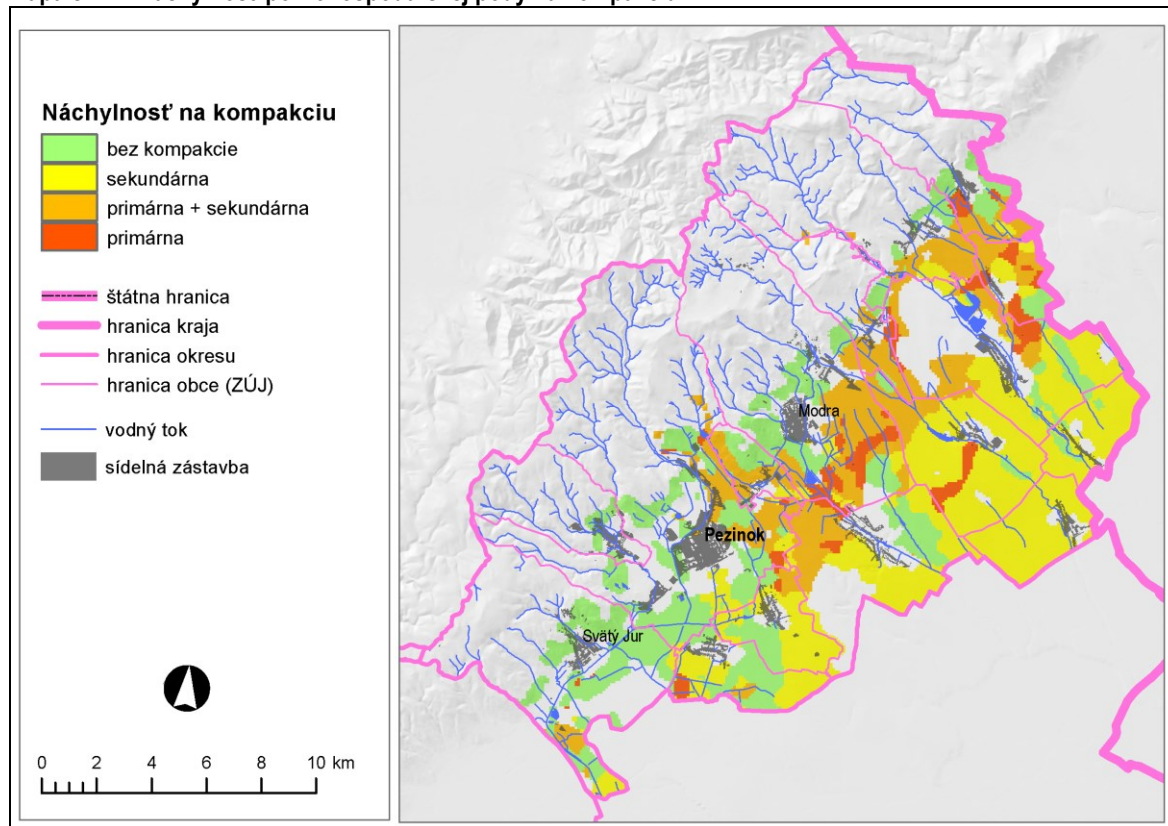 Náchylnosť na kompakciu
bez kompakcie
sekundárna
primárna + sekundárna
primárna
štátna hranica
hranica kraja
hranica okresu
hranica obce (ZÚJ)
vodný tok
sídelná zástavba
0 2 4 6 8 10 km
Modra
Pezinok
Svätý Jur